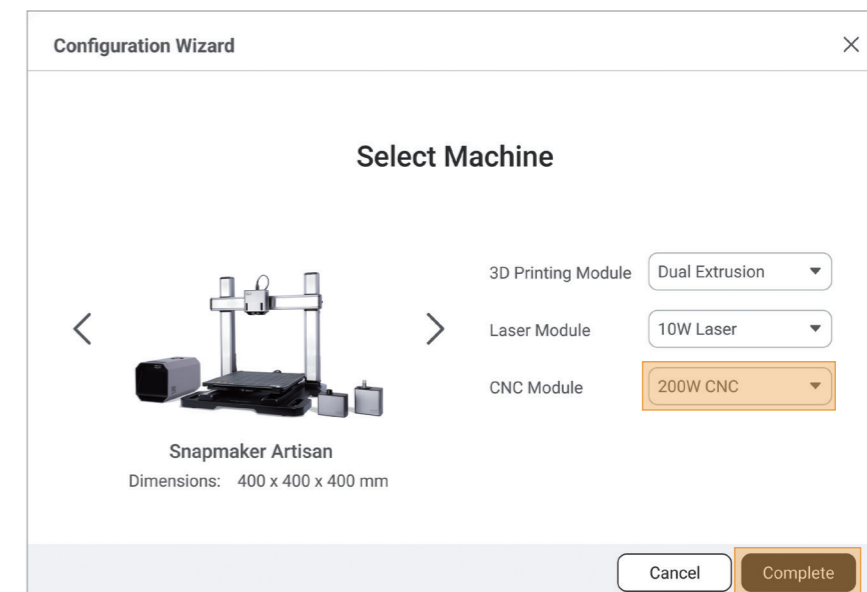 Configuration Wizard
Select Machine
3D Printing Module Dual Extrusion
Laser Module 10W Laser
CNC Module 200W CNC
Snapmaker Artisan
Dimensions: 400 x 400 x 400 mm
Cancel Complete